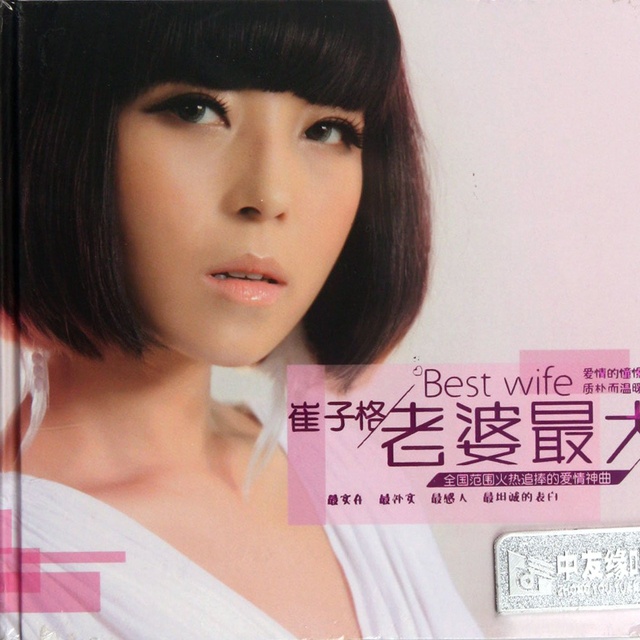 爱情的憧憬
Best wife
质朴而温暖
崔子格
老婆最大
全国范围火热追捧的爱情神曲
最实在 最朴实 最感人 最坦诚的表白
中友缘